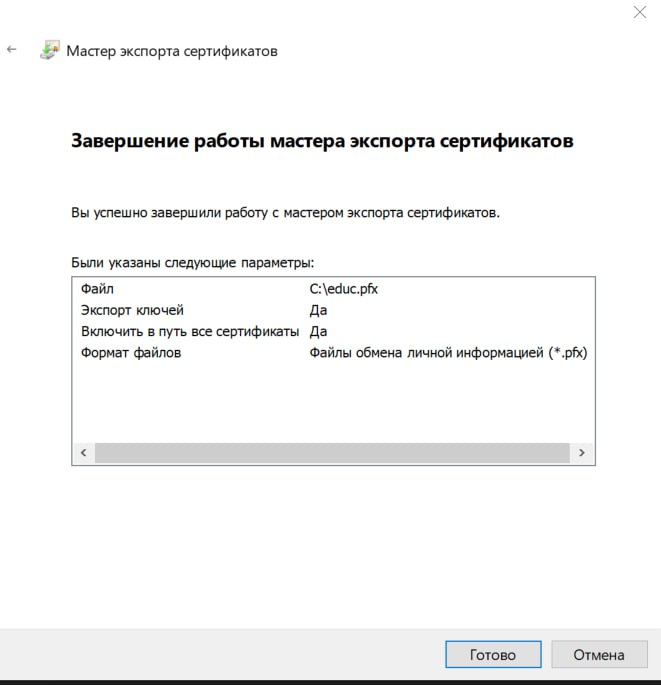 Мастер экспорта сертификатов
Завершение работы мастера экспорта сертификатов
Вы успешно завершили работу с мастером экспорта сертификатов.
Были указаны следующие параметры:
Файл C:\educ.pfx
Экспорт ключей Да
Включить в путь все сертификаты Да
Формат файлов Файлы обмена личной информацией (*.pfx)
Готово Отмена